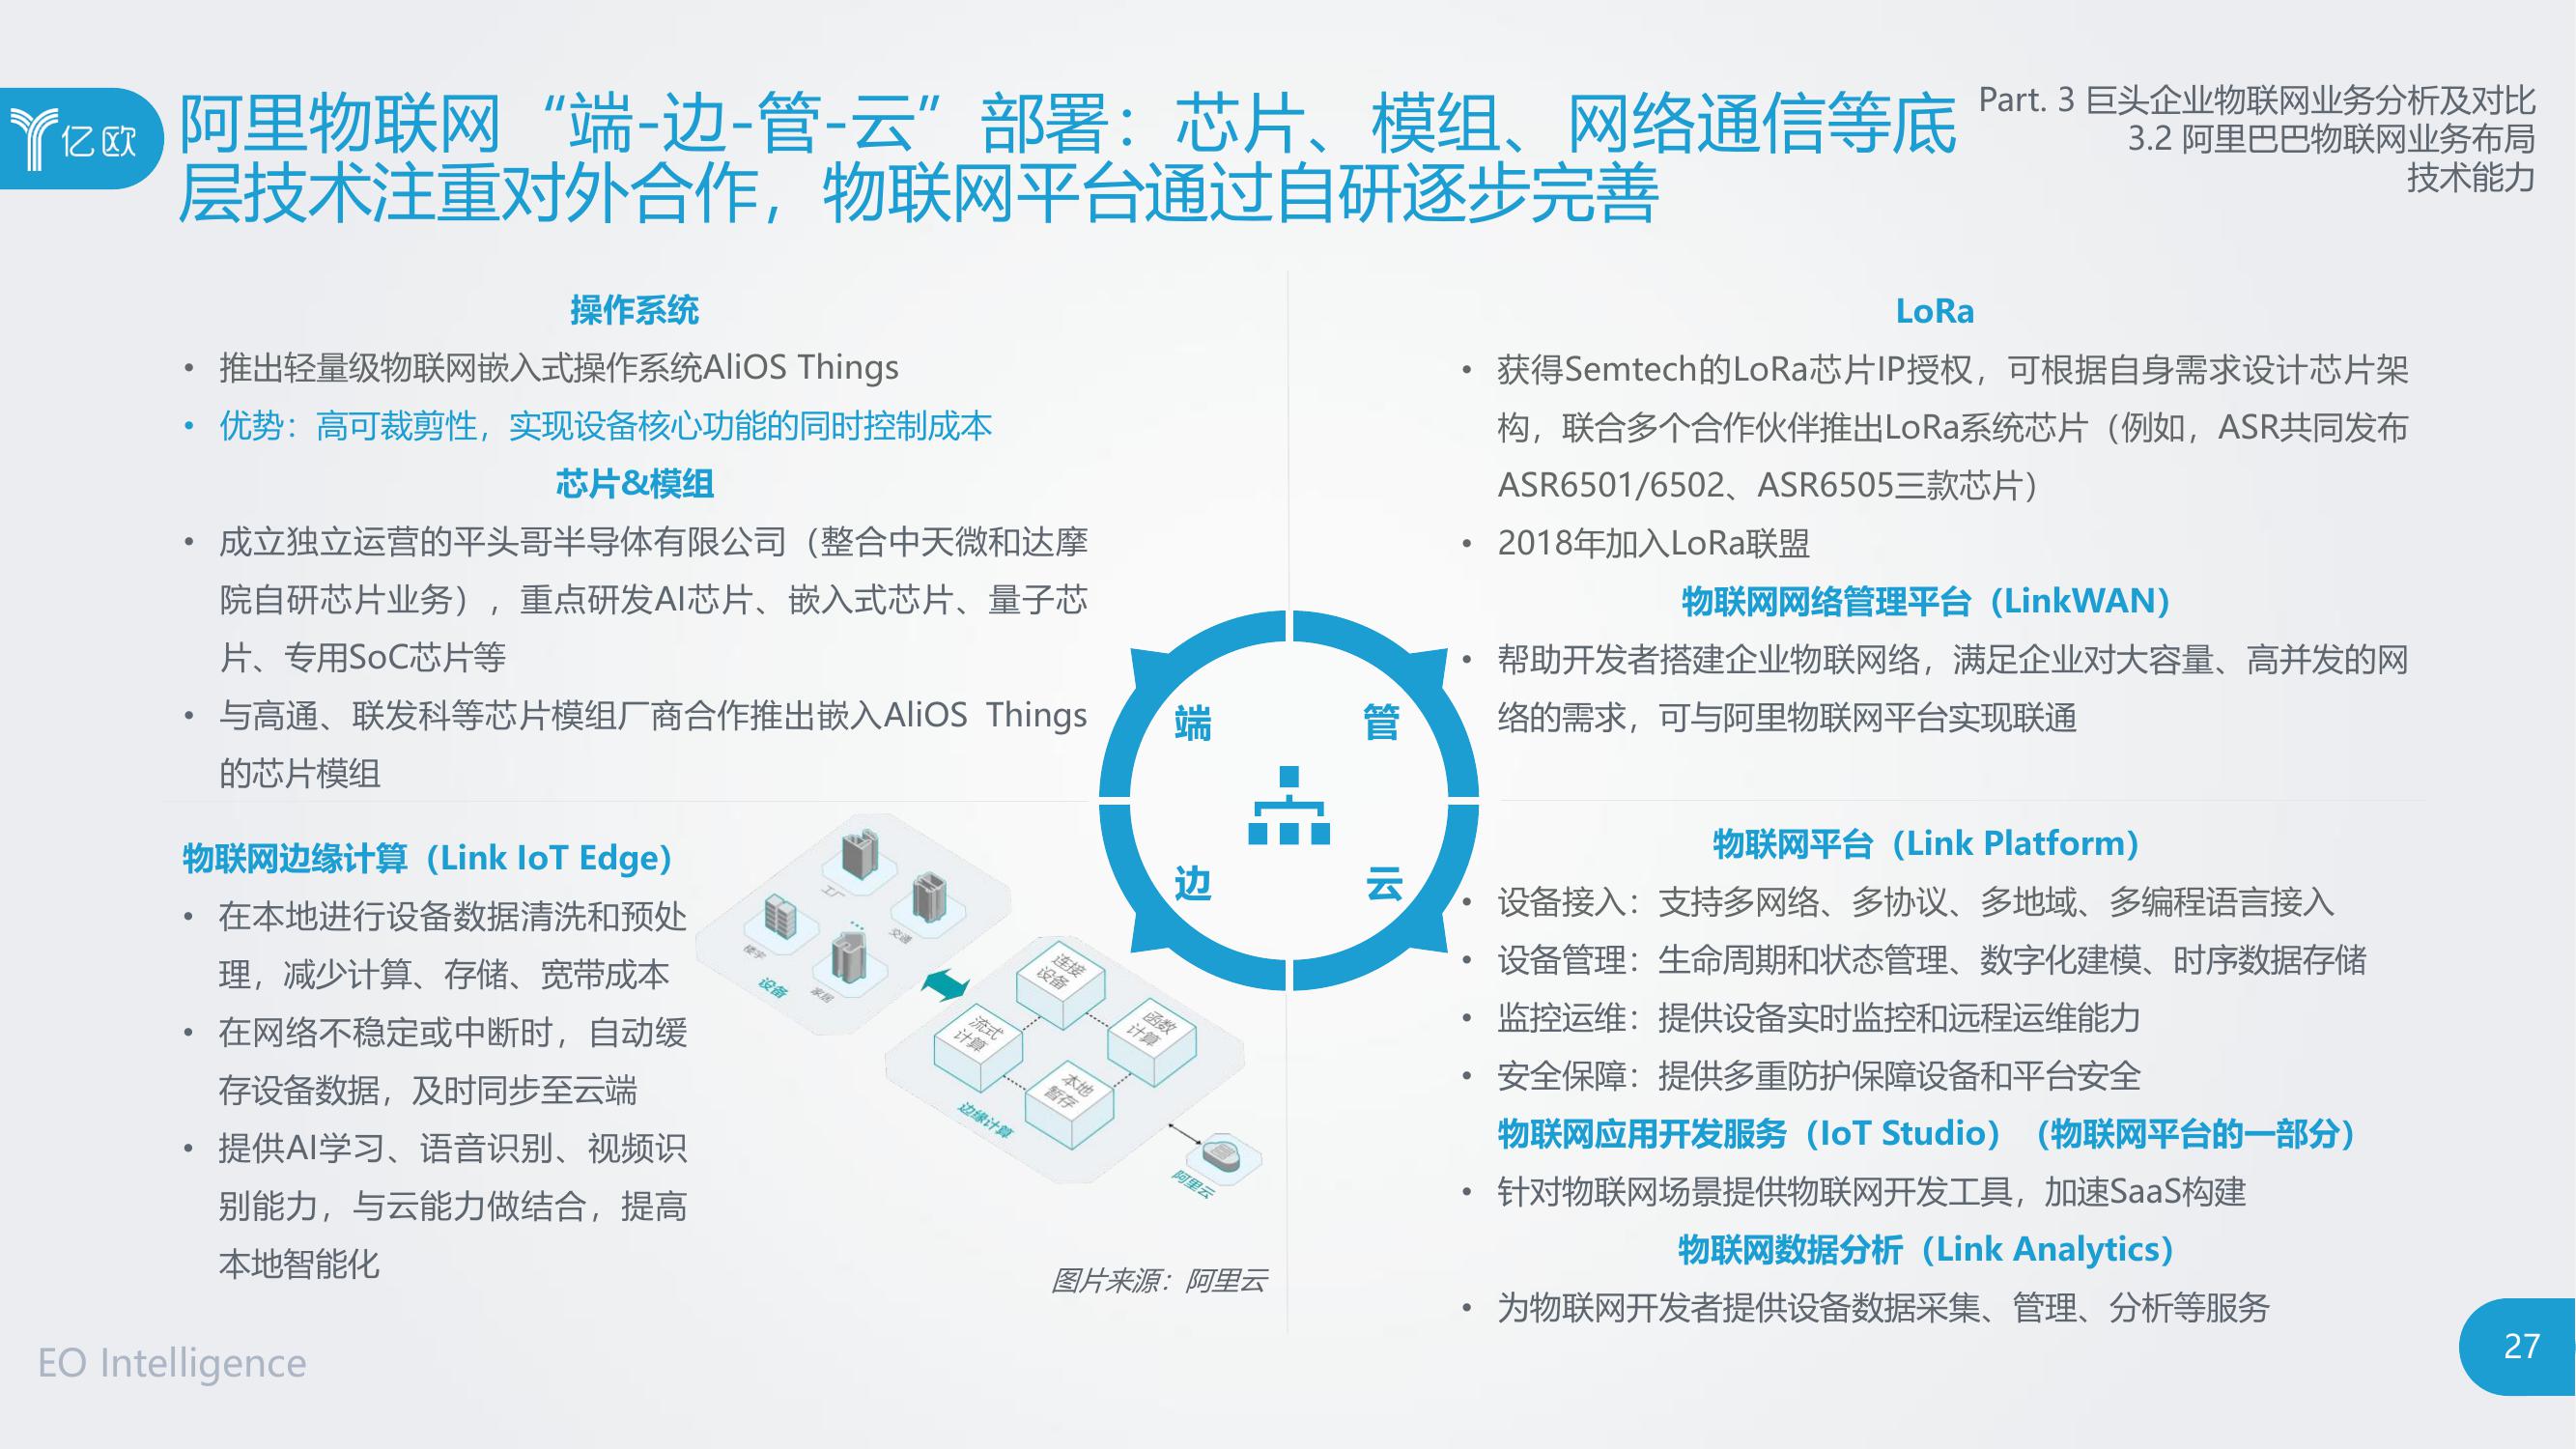 亿欧
阿里物联网“端-边-管-云”部署：芯片、模组、网络通信等底
层技术注重对外合作，物联网平台通过自研逐步完善
Part. 3 巨头企业物联网业务分析及对比
3.2 阿里巴巴物联网业务布局
技术能力
操作系统
• 推出轻量级物联网嵌入式操作系统AliOS Things
• 优势：高可裁剪性，实现设备核心功能的同时控制成本
芯片&模组
• 成立独立运营的平头哥半导体有限公司（整合中天微和达摩
院自研芯片业务），重点研发AI芯片、嵌入式芯片、量子芯
片、专用SoC芯片等
• 与高通、联发科等芯片模组厂商合作推出嵌入AliOS Things
的芯片模组
LoRa
• 获得Semtech的LoRa芯片IP授权，可根据自身需求设计芯片架
构，联合多个合作伙伴推出LoRa系统芯片（例如，ASR共同发布
ASR6501/6502、ASR6505三款芯片）
• 2018年加入LoRa联盟
物联网网络管理平台（LinkWAN）
• 帮助开发者搭建企业物联网络，满足企业对大容量、高并发的网
络的需求，可与阿里物联网平台实现联通
端
管
边
云
物联网边缘计算（Link IoT Edge）
• 在本地进行设备数据清洗和预处
理，减少计算、存储、宽带成本
• 在网络不稳定或中断时，自动缓
存设备数据，及时同步至云端
• 提供AI学习、语音识别、视频识
别能力，与云能力做结合，提高
本地智能化
工厂
交通
楼宇
家居
设备
连接
设备
流式
计算
函数
计算
本地
暂存
边缘计算
阿里云
图片来源：阿里云
物联网平台（Link Platform）
• 设备接入：支持多网络、多协议、多地域、多编程语言接入
• 设备管理：生命周期和状态管理、数字化建模、时序数据存储
• 监控运维：提供设备实时监控和远程运维能力
• 安全保障：提供多重防护保障设备和平台安全
物联网应用开发服务（IoT Studio）（物联网平台的一部分）
• 针对物联网场景提供物联网开发工具，加速SaaS构建
物联网数据分析（Link Analytics）
• 为物联网开发者提供设备数据采集、管理、分析等服务
EO Intelligence
27